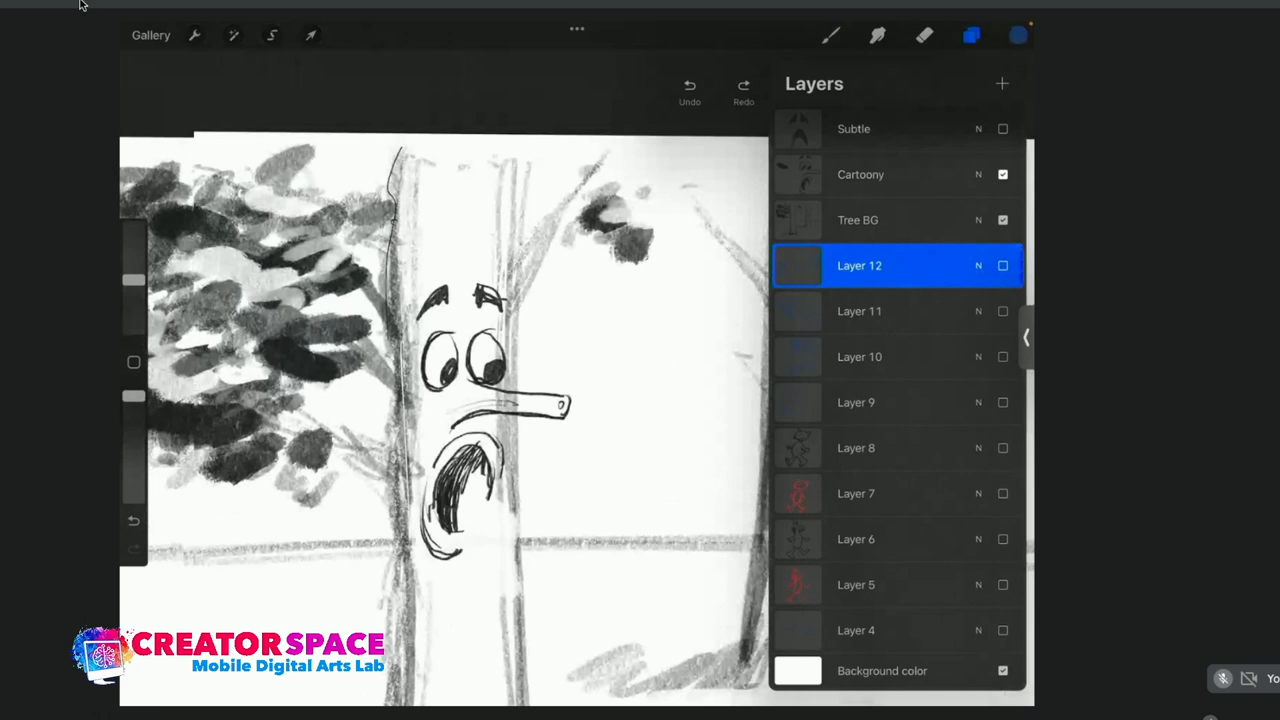 Gallery
Undo
Redo
Layers
Subtle N
Cartoony N
Tree BG N
Layer 12 N
Layer 11 N
Layer 10 N
Layer 9 N
Layer 8 N
Layer 7 N
Layer 6 N
Layer 5 N
Layer 4 N
Background color
CREATOR SPACE
Mobile Digital Arts Lab
Yo